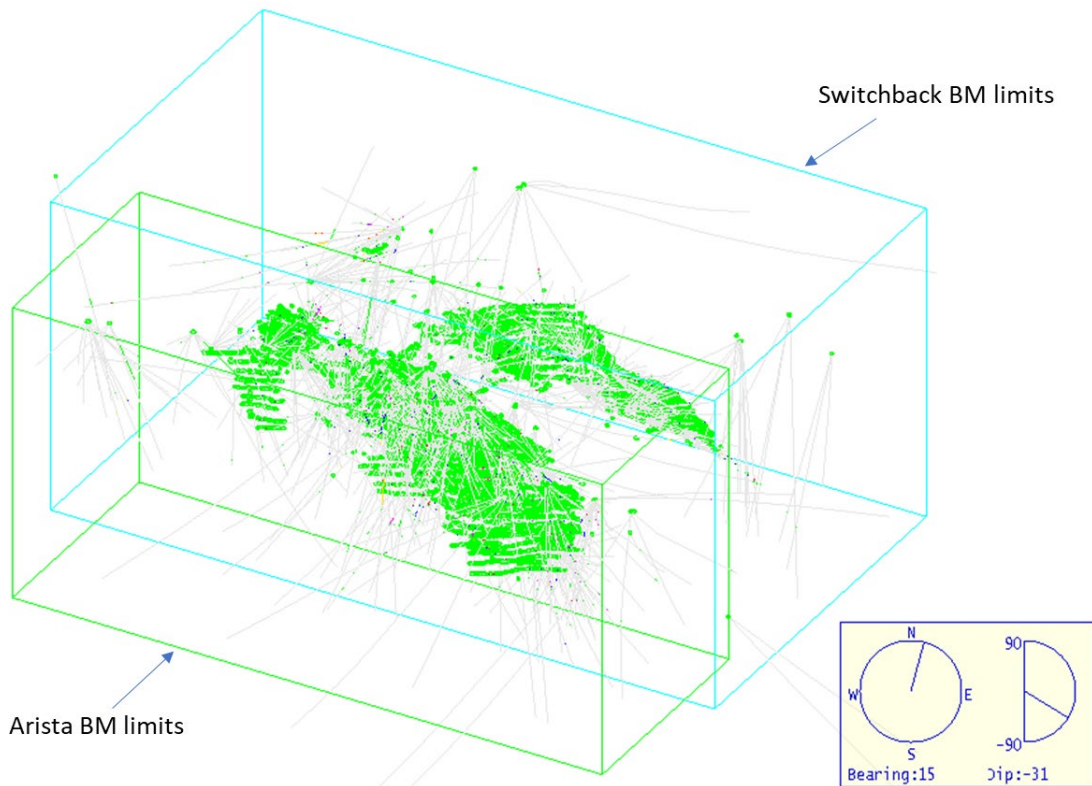 Switchback BM limits
Arista BM limits
N
90
W
E
-90
S
Bearing:15
Dip:-31